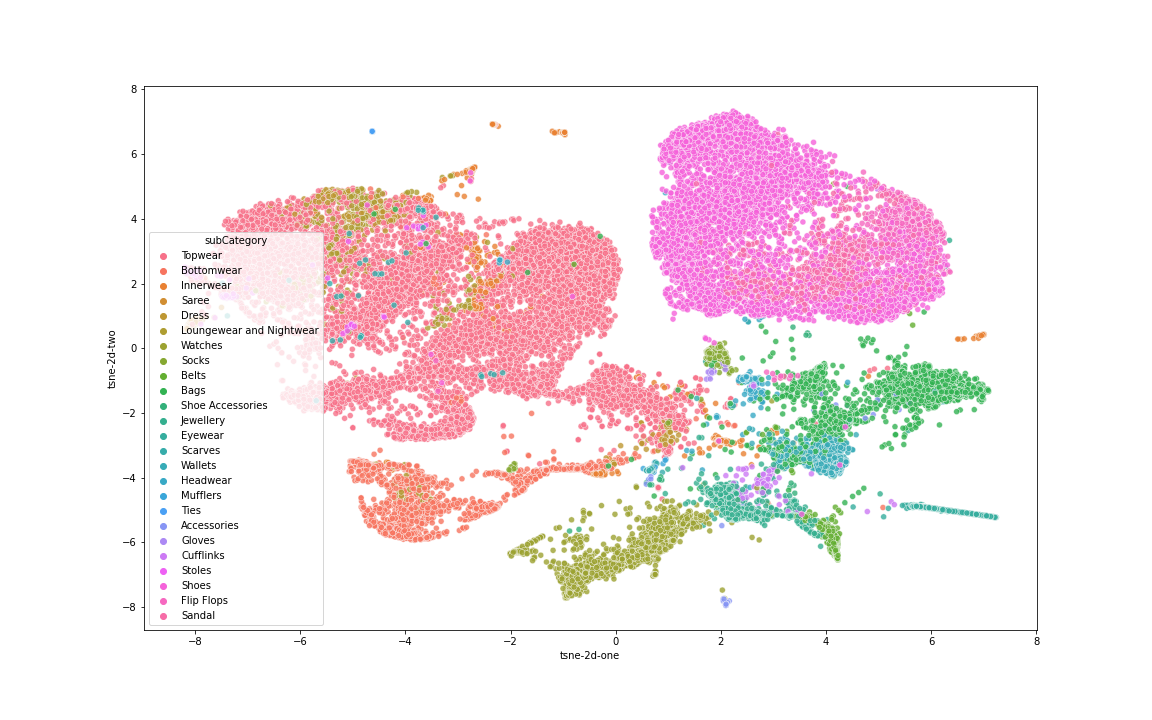 8
6
4
2
0
−2
−4
−6
−8
tsne-2d-two
subCategory
Topwear
Bottomwear
Innerwear
Saree
Dress
Loungewear and Nightwear
Watches
Socks
Belts
Bags
Shoe Accessories
Jewellery
Eyewear
Scarves
Wallets
Headwear
Mufflers
Ties
Accessories
Gloves
Cufflinks
Stoles
Shoes
Flip Flops
Sandal
−8 −6 −4 −2 0 2 4 6 8
tsne-2d-one